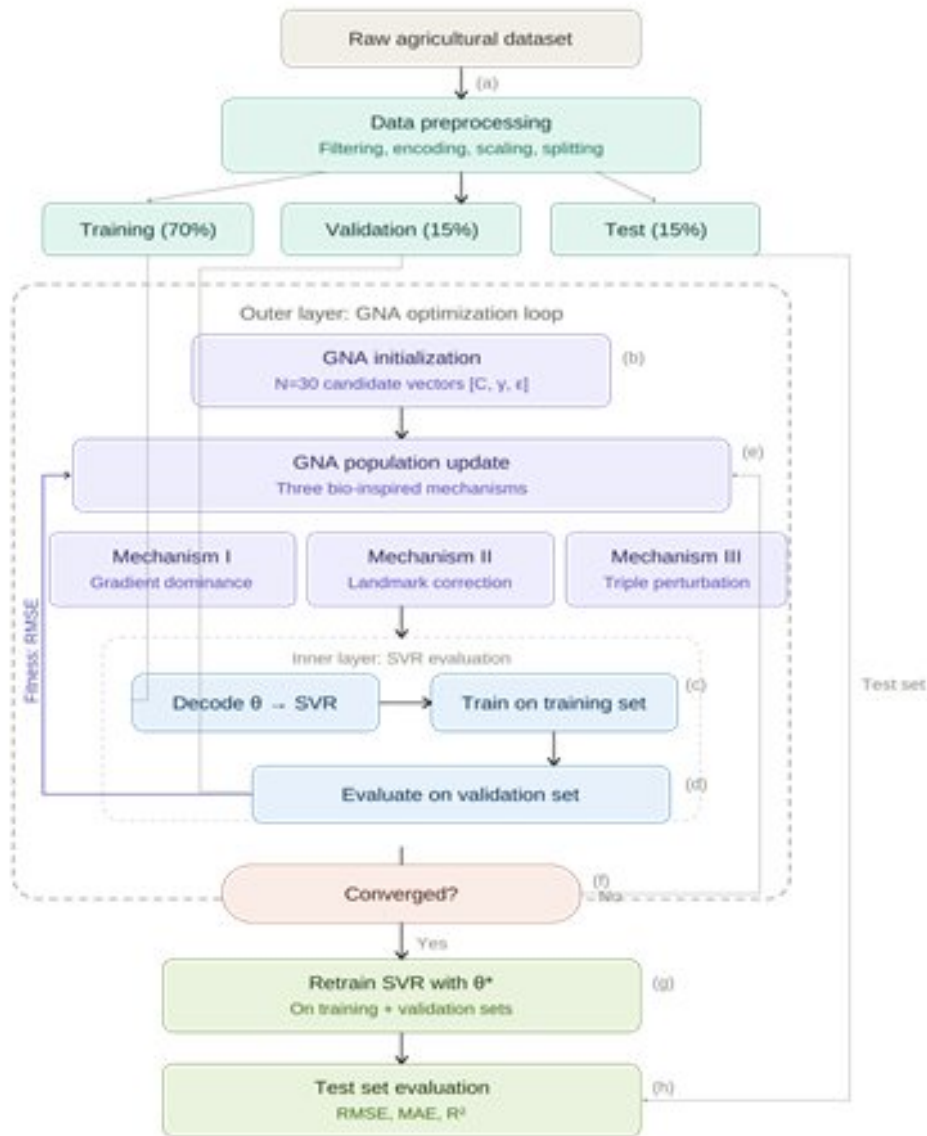 Raw agricultural dataset
(a)
Data preprocessing
Filtering, encoding, scaling, splitting
Training (70%)
Validation (15%)
Test (15%)
Outer layer: GNA optimization loop
GNA initialization
(b)
N=30 candidate vectors [C, γ, ε]
GNA population update
(e)
Three bio-inspired mechanisms
Mechanism I
Gradient dominance
Mechanism II
Landmark correction
Mechanism III
Triple perturbation
Fitness: RMSE
Inner layer: SVR evaluation
Decode θ → SVR
Train on training set
(c)
Test set
Evaluate on validation set
(d)
Converged?
(f)
No
Yes
Retrain SVR with θ*
(g)
On training + validation sets
Test set evaluation
(h)
RMSE, MAE, R²